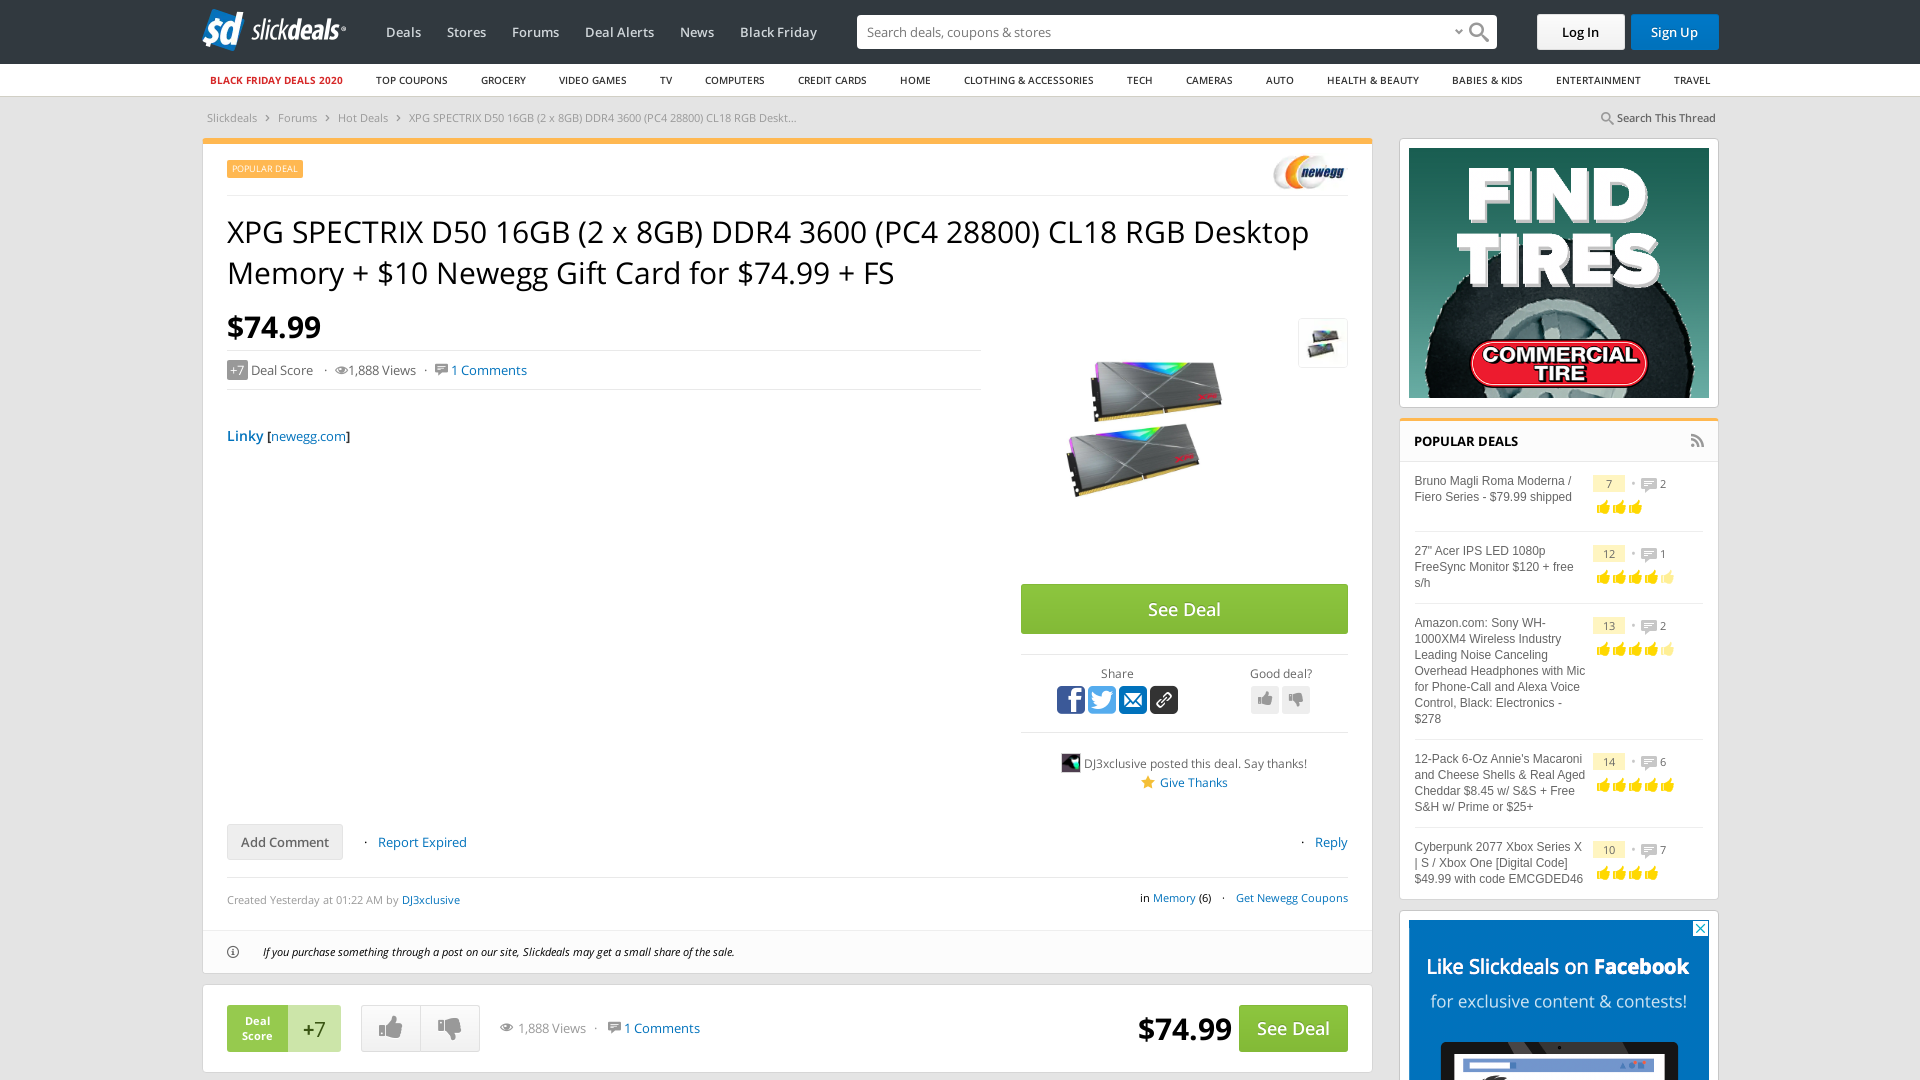 slickdeals
Deals
Stores
Forums
Deal Alerts
News
Black Friday
Search deals, coupons & stores
Log In
Sign Up
BLACK FRIDAY DEALS 2020
TOP COUPONS
GROCERY
VIDEO GAMES
TV
COMPUTERS
CREDIT CARDS
HOME
CLOTHING & ACCESSORIES
TECH
CAMERAS
AUTO
HEALTH & BEAUTY
BABIES & KIDS
ENTERTAINMENT
TRAVEL
Slickdeals › Forums › Hot Deals › XPG SPECTRIX D50 16GB (2 x 8GB) DDR4 3600 (PC4 28800) CL18 RGB Deskt...
Search This Thread
POPULAR DEAL
newegg
XPG SPECTRIX D50 16GB (2 x 8GB) DDR4 3600 (PC4 28800) CL18 RGB Desktop
Memory + $10 Newegg Gift Card for $74.99 + FS
$74.99
+7 Deal Score · 1,888 Views · 1 Comments
Linky [newegg.com]
See Deal
Share
Good deal?
DJ3xclusive posted this deal. Say thanks!
Give Thanks
Add Comment · Report Expired
· Reply
Created Yesterday at 01:22 AM by DJ3xclusive
in Memory (6) · Get Newegg Coupons
If you purchase something through a post on our site, Slickdeals may get a small share of the sale.
Deal
Score
+7
1,888 Views · 1 Comments
$74.99
See Deal
FIND
TIRES
COMMERCIAL
TIRE
POPULAR DEALS
Bruno Magli Roma Moderna /
Fiero Series - $79.99 shipped
7 • 2
27" Acer IPS LED 1080p
FreeSync Monitor $120 + free
s/h
12 • 1
Amazon.com: Sony WH-
1000XM4 Wireless Industry
Leading Noise Canceling
Overhead Headphones with Mic
for Phone-Call and Alexa Voice
Control, Black: Electronics -
$278
13 • 2
12-Pack 6-Oz Annie's Macaroni
and Cheese Shells & Real Aged
Cheddar $8.45 w/ S&S + Free
S&H w/ Prime or $25+
14 • 6
Cyberpunk 2077 Xbox Series X
| S / Xbox One [Digital Code]
$49.99 with code EMCGDED46
10 • 7
Like Slickdeals on Facebook
for exclusive content & contests!